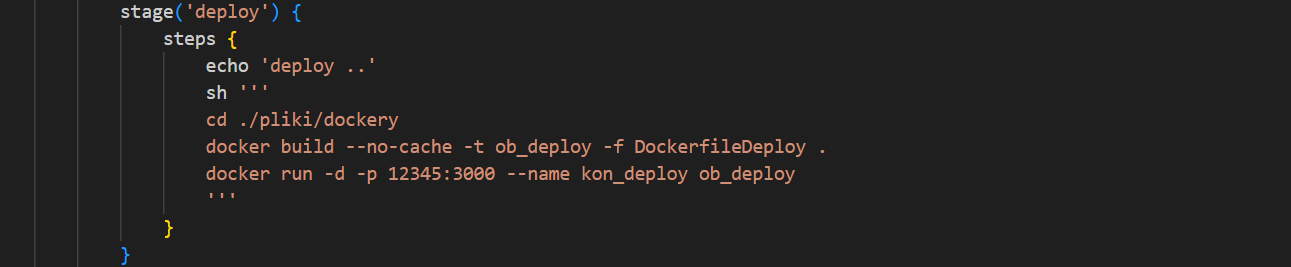 stage('deploy') {
steps {
echo 'deploy ..'
sh '''
cd ./pliki/dockery
docker build --no-cache -t ob_deploy -f DockerfileDeploy .
docker run -d -p 12345:3000 --name kon_deploy ob_deploy
'''
}
}